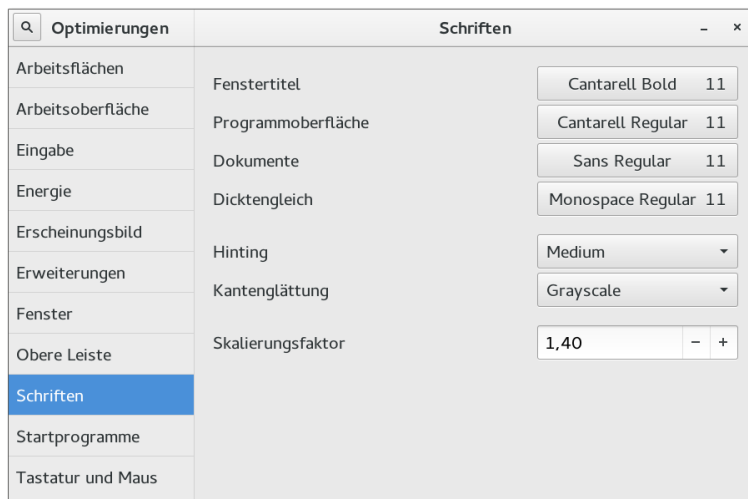 Optimierungen
Schriften
Arbeitsflächen
Arbeitsoberfläche
Eingabe
Energie
Erscheinungsbild
Erweiterungen
Fenster
Obere Leiste
Schriften
Startprogramme
Tastatur und Maus
Fenstertitel Cantarell Bold 11
Programmoberfläche Cantarell Regular 11
Dokumente Sans Regular 11
Dicktengleich Monospace Regular 11
Hinting Medium
Kantenglättung Grayscale
Skalierungsfaktor 1,40 − +